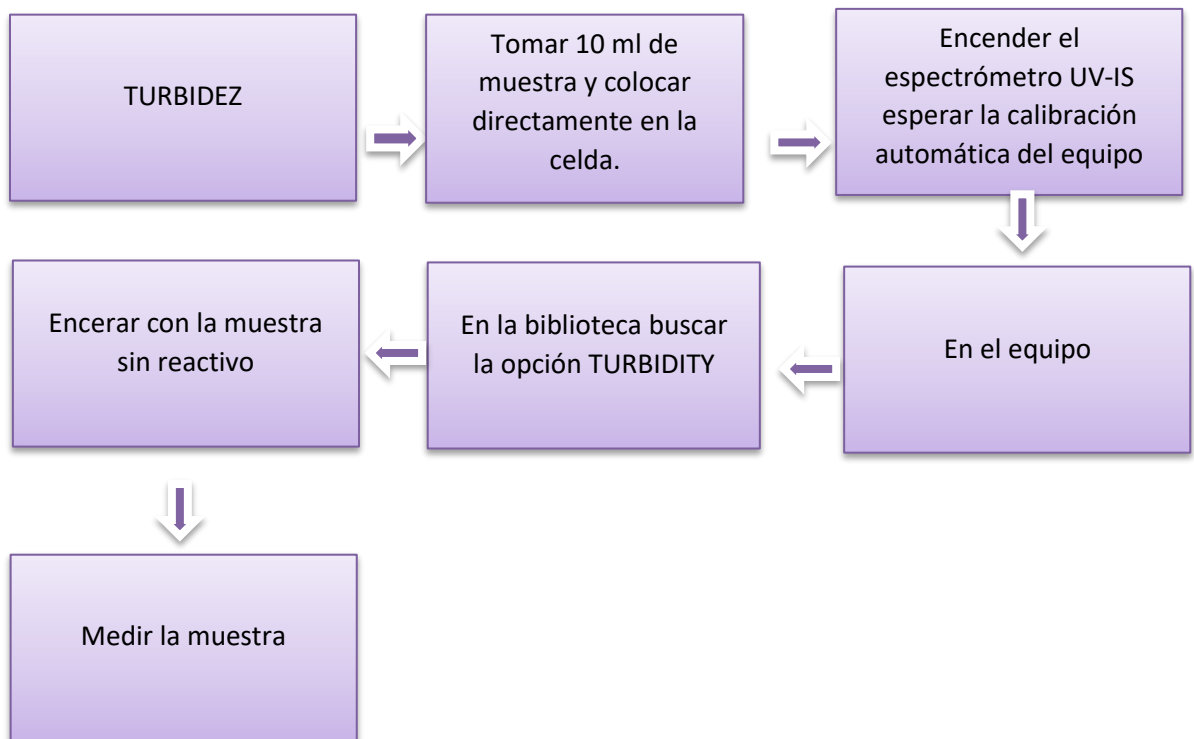 TURBIDEZ
Tomar 10 ml de
muestra y colocar
directamente en la
celda.
Encender el
espectrómetro UV-IS
esperar la calibración
automática del equipo
En el equipo
En la biblioteca buscar
la opción TURBIDITY
Encerar con la muestra
sin reactivo
Medir la muestra